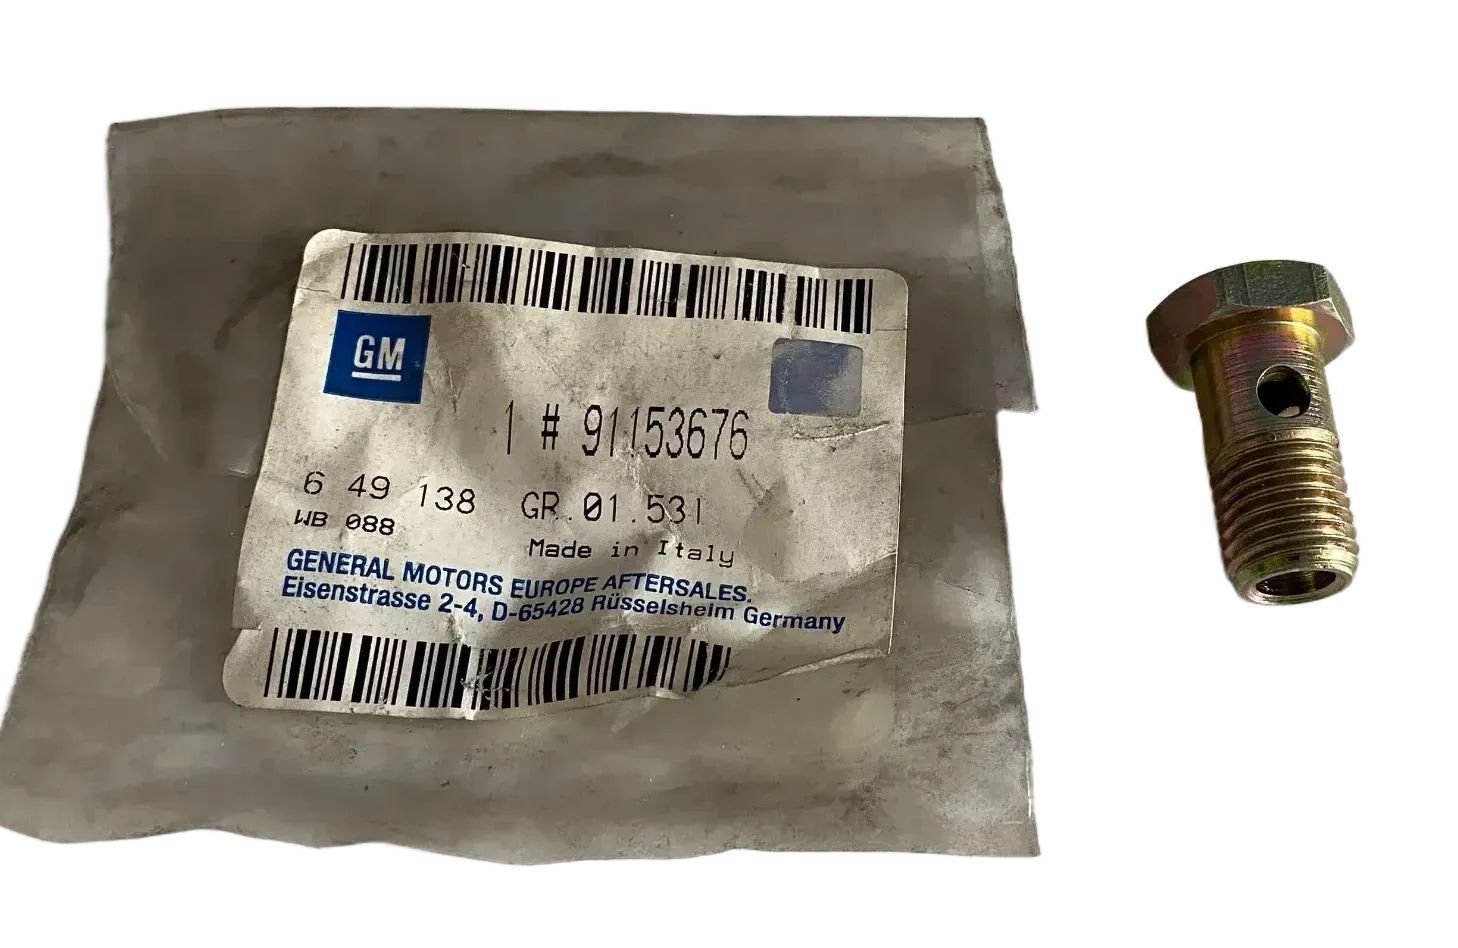 GM
1 # 91153676
6 49 138 GR.01.531
WB 088
Made in Italy
GENERAL MOTORS EUROPE AFTERSALES.
Eisenstrasse 2-4, D-65428 Rüsselsheim Germany